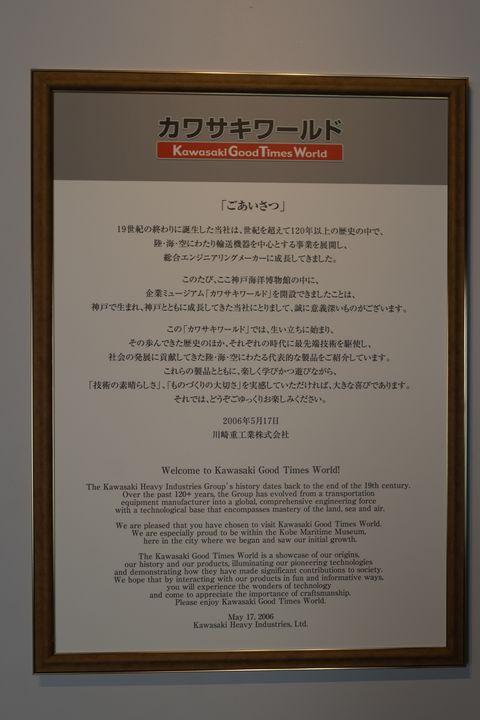 カワサキワールド
Kawasaki Good Times World
「ごあいさつ」
19世紀の終わりに誕生した当社は、世紀を超えて120年以上の歴史の中で、
陸・海・空にわたり輸送機器を中心とする事業を展開し、
総合エンジニアリングメーカーに成長してきました。
このたび、ここ神戸海洋博物館の中に、
企業ミュージアム「カワサキワールド」を開設できましたことは、
神戸で生まれ、神戸とともに成長してきた当社にとりまして、誠に意義深いものがございます。
この「カワサキワールド」では、生い立ちに始まり、
その歩んできた歴史のほか、それぞれの時代に最先端技術を駆使し、
社会の発展に貢献してきた陸・海・空にわたる代表的な製品をご紹介しています。
これらの製品とともに、楽しく学びかつ遊びながら、
「技術の素晴らしさ」、「ものづくりの大切さ」を実感していただければ、大きな喜びであります。
それでは、どうぞごゆっくりお楽しみください。
2006年5月17日
川崎重工業株式会社
Welcome to Kawasaki Good Times World!
The Kawasaki Heavy Industries Group's history dates back to the end of the 19th century.
Over the past 120+ years, the Group has evolved from a transportation
equipment manufacturer into a global, comprehensive engineering force
with a technological base that encompasses mastery of the land, sea and air.
We are pleased that you have chosen to visit Kawasaki Good Times World.
We are especially proud to be within the Kobe Maritime Museum,
here in the city where we began and saw our initial growth.
The Kawasaki Good Times World is a showcase of our origins,
our history and our products, illuminating our pioneering technologies
and demonstrating how they have made significant contributions to society.
We hope that by interacting with our products in fun and informative ways,
you will experience the wonders of technology
and come to appreciate the importance of craftsmanship.
Please enjoy Kawasaki Good Times World.
May 17, 2006
Kawasaki Heavy Industries, Ltd.